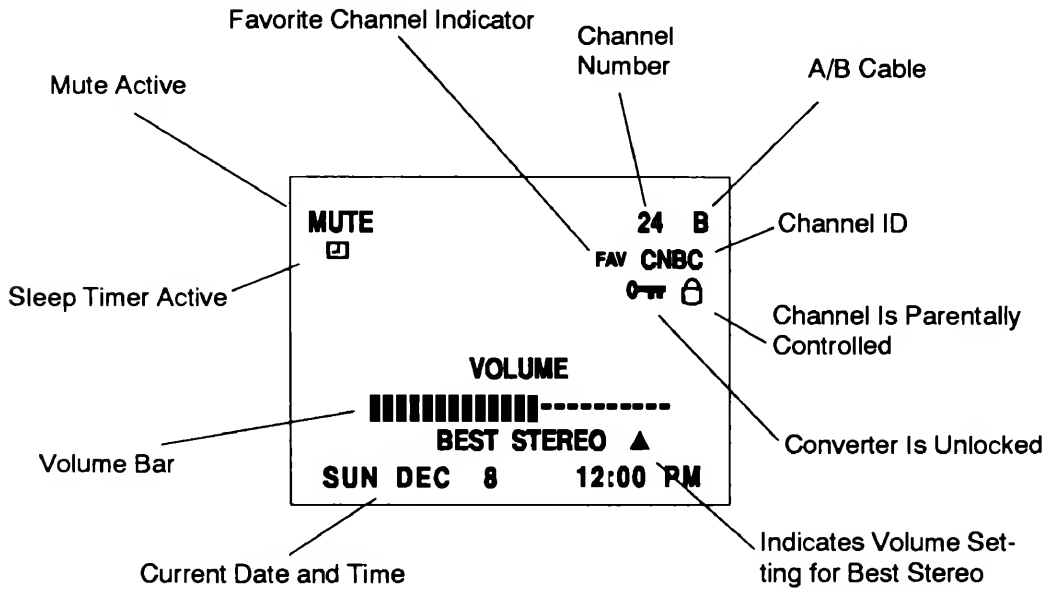 Favorite Channel Indicator
Channel
Number
A/B Cable
Mute Active
MUTE
24 B
Channel ID
FAV CNBC
Sleep Timer Active
Channel Is Parentally
Controlled
VOLUME
BEST STEREO
Converter Is Unlocked
Volume Bar
SUN DEC 8 12:00 PM
Indicates Volume Set-
ting for Best Stereo
Current Date and Time